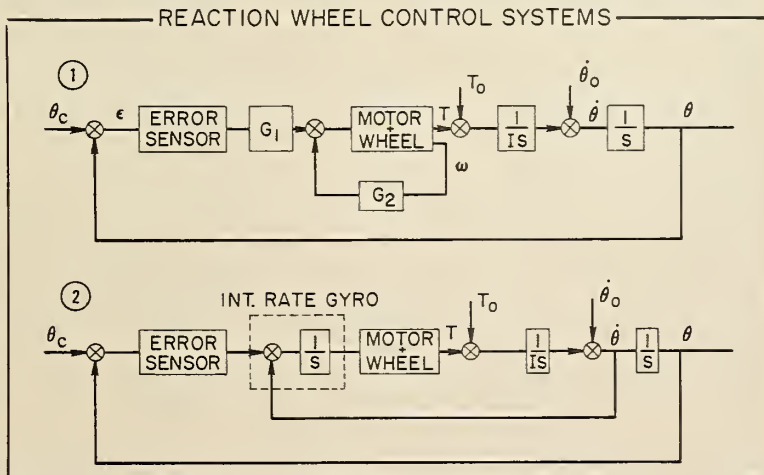 REACTION WHEEL CONTROL SYSTEMS
1
θc ϵ ERROR SENSOR G1 MOTOR + WHEEL T T0 1/IS θ̇0 θ̇ 1/S θ
ω
G2
2
INT. RATE GYRO
θc ERROR SENSOR 1/S MOTOR + WHEEL T T0 1/IS θ̇0 θ̇ 1/S θ